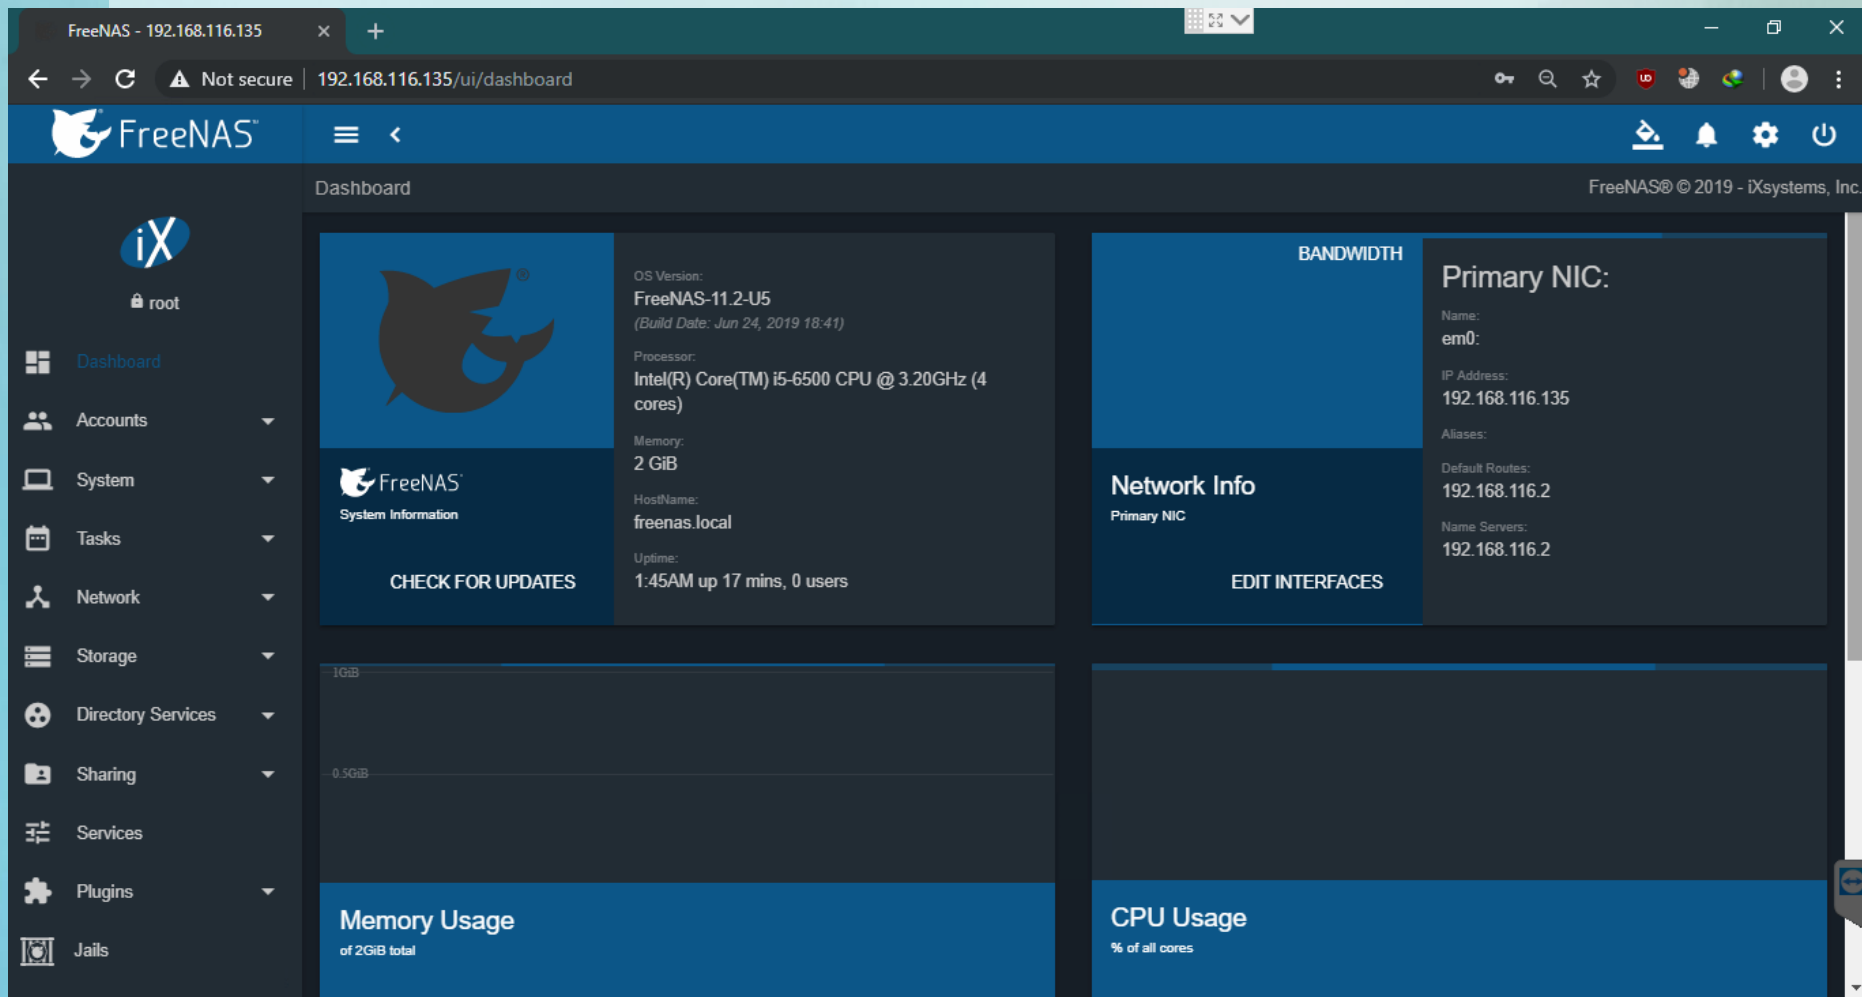 FreeNAS - 192.168.116.135
Not secure 192.168.116.135/ui/dashboard
FreeNAS™
Dashboard
FreeNAS® © 2019 - iXsystems, Inc.
iX
root
Dashboard
Accounts
System
Tasks
Network
Storage
Directory Services
Sharing
Services
Plugins
Jails
®
FreeNAS
System Information
CHECK FOR UPDATES
OS Version:
FreeNAS-11.2-U5
(Build Date: Jun 24, 2019 18:41)
Processor:
Intel(R) Core(TM) i5-6500 CPU @ 3.20GHz (4
cores)
Memory:
2 GiB
HostName:
freenas.local
Uptime:
1:45AM up 17 mins, 0 users
BANDWIDTH
Network Info
Primary NIC
EDIT INTERFACES
Primary NIC:
Name:
em0:
IP Address:
192.168.116.135
Aliases:
Default Routes:
192.168.116.2
Name Servers:
192.168.116.2
1GiB
0.5GiB
Memory Usage
of 2GiB total
CPU Usage
% of all cores